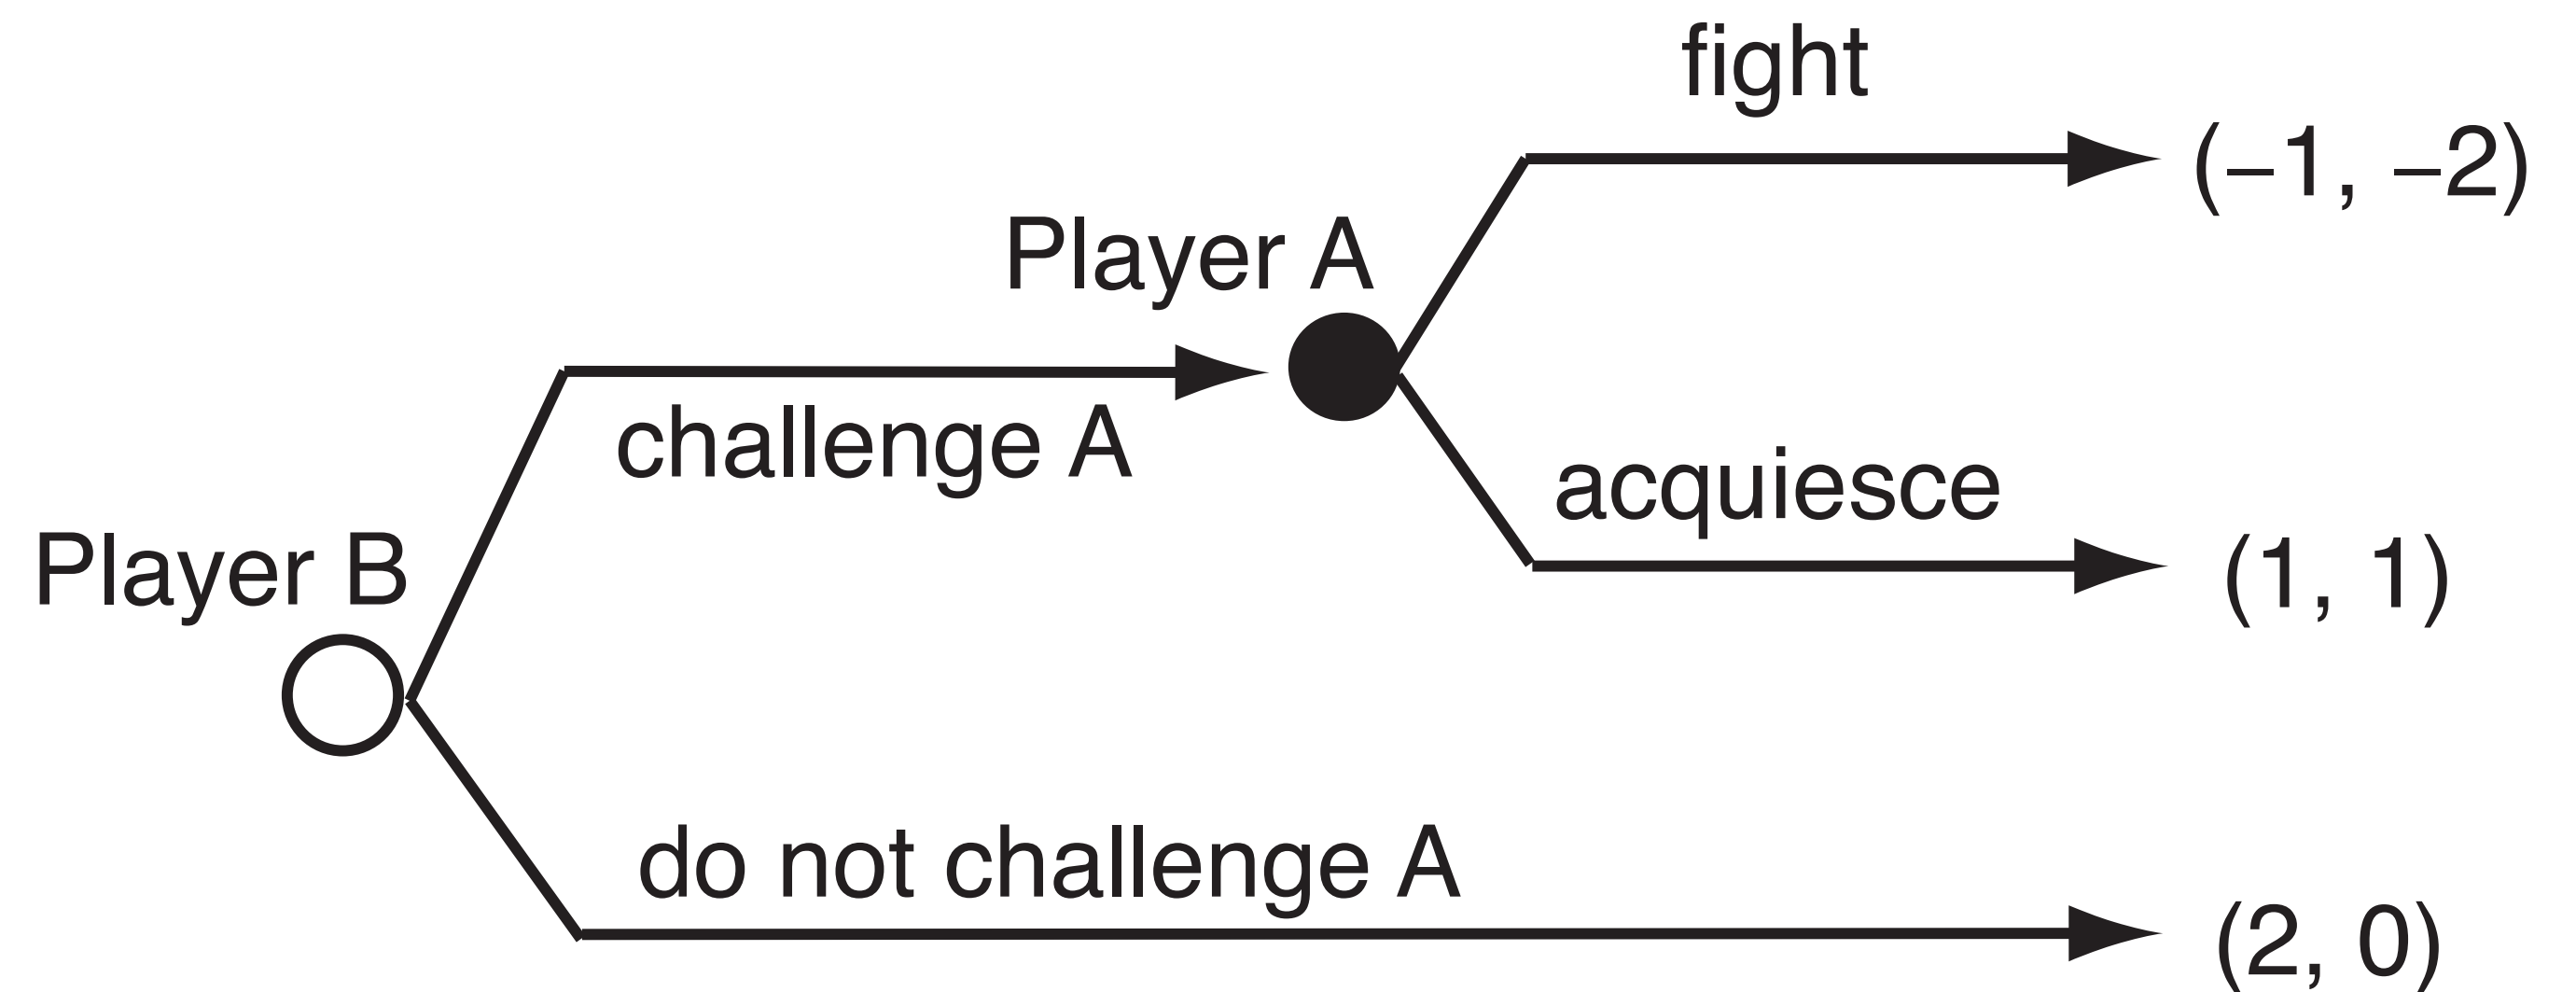 fight
(–1, –2)
Player A
challenge A
acquiesce
(1, 1)
Player B
do not challenge A
(2, 0)